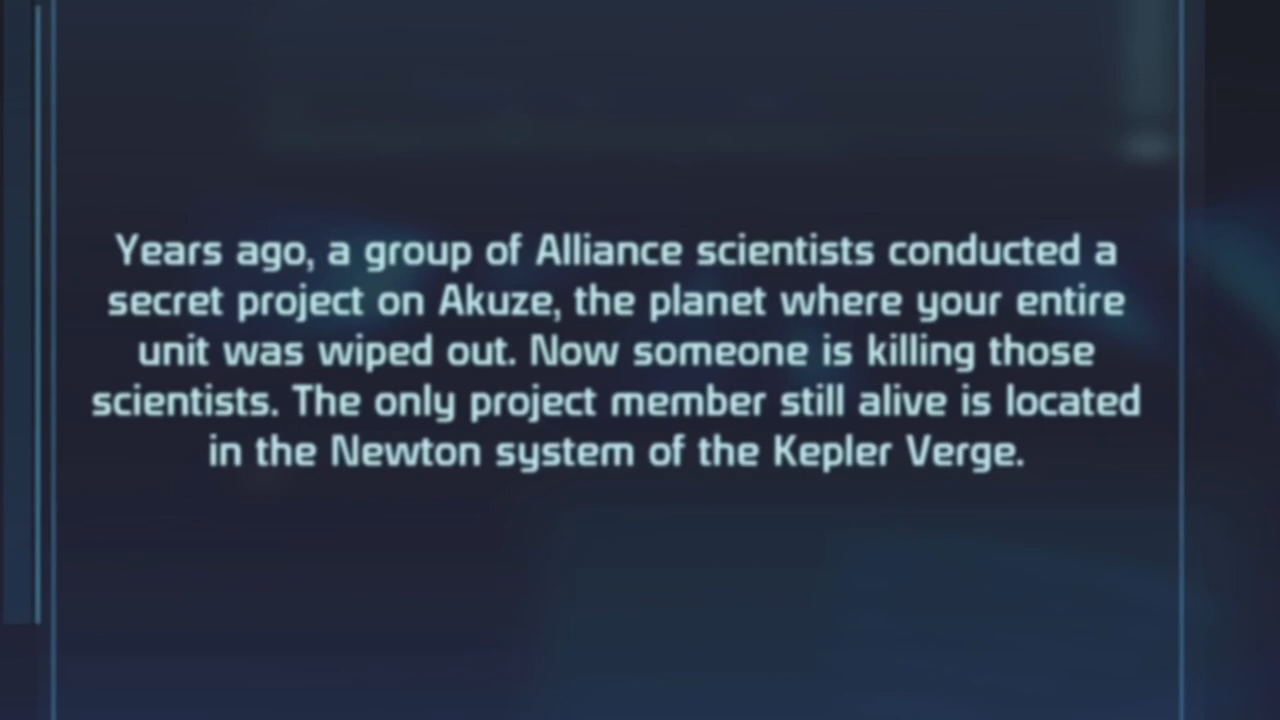 Years ago, a group of Alliance scientists conducted a
secret project on Akuze, the planet where your entire
unit was wiped out. Now someone is killing those
scientists. The only project member still alive is located
in the Newton system of the Kepler Verge.